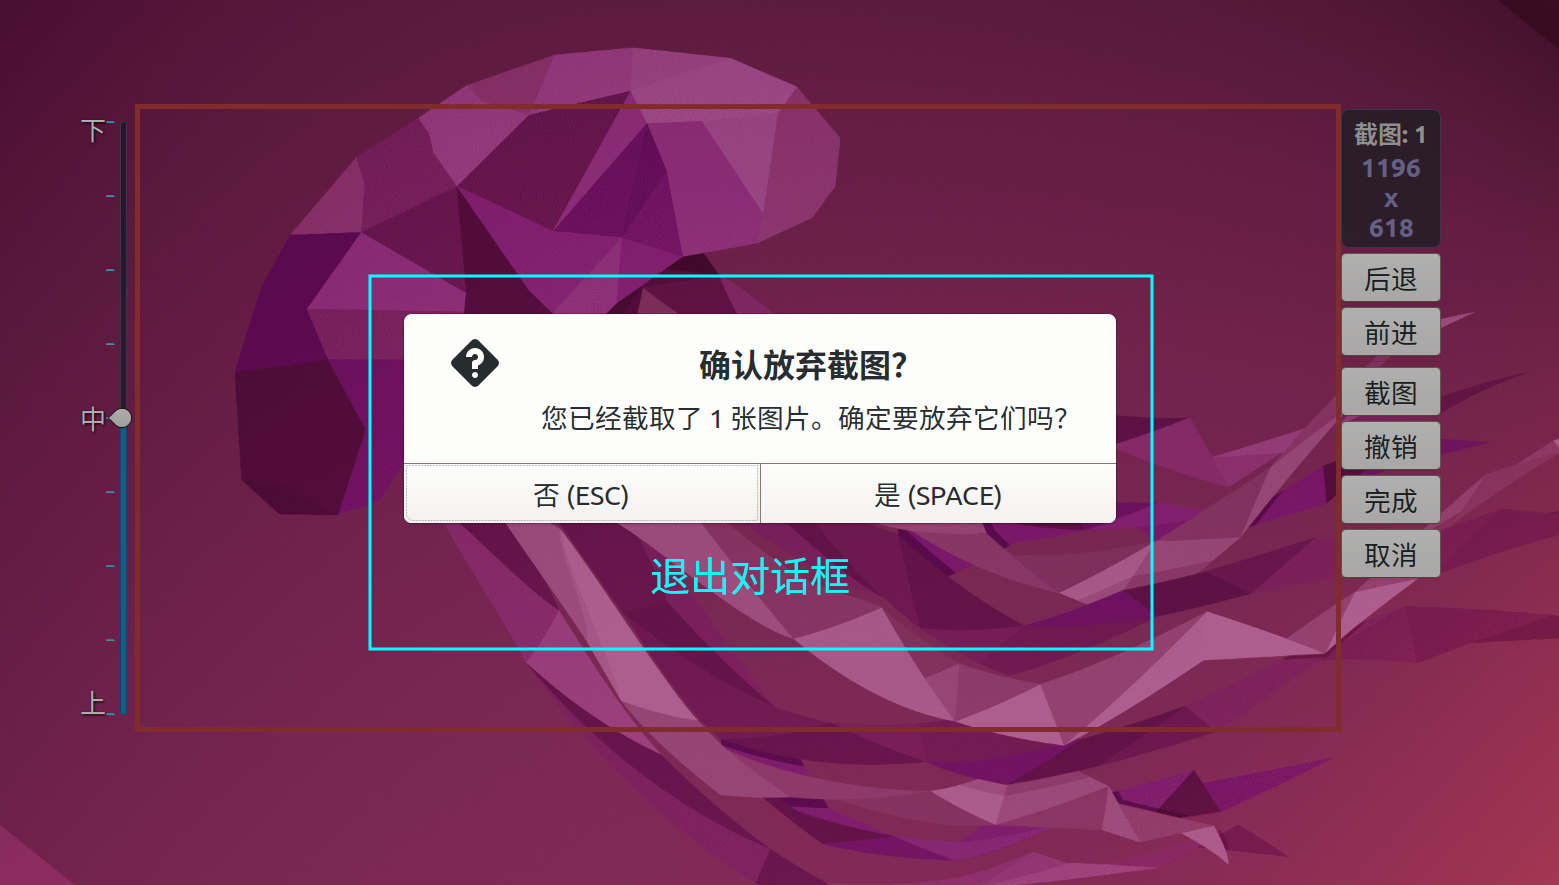 下
中
上
确认放弃截图?
您已经截取了 1 张图片。确定要放弃它们吗?
否 (ESC)
是 (SPACE)
退出对话框
截图: 1
1196
x
618
后退
前进
截图
撤销
完成
取消